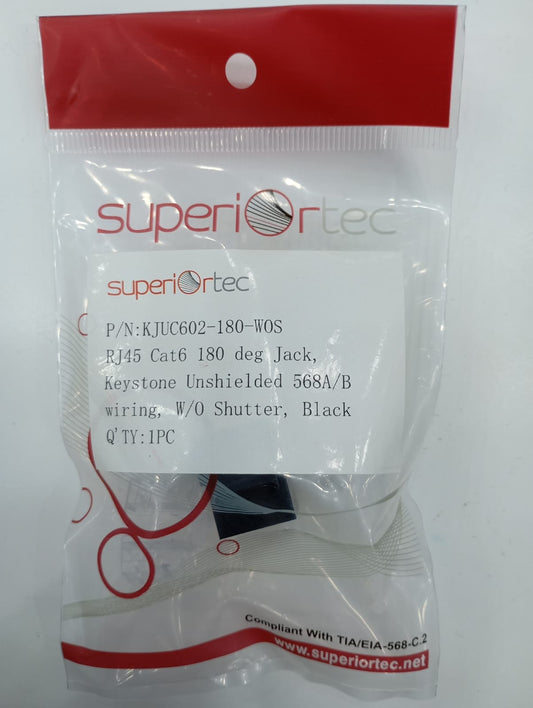 superiOrtec
superiOrtec
P/N:KJUC602-180-WOS
RJ45 Cat6 180 deg Jack,
Keystone Unshielded 568A/B
wiring, W/O Shutter, Black
Q'TY:1PC
Compliant With TIA/EIA-568-C.2
www.superiortec.net